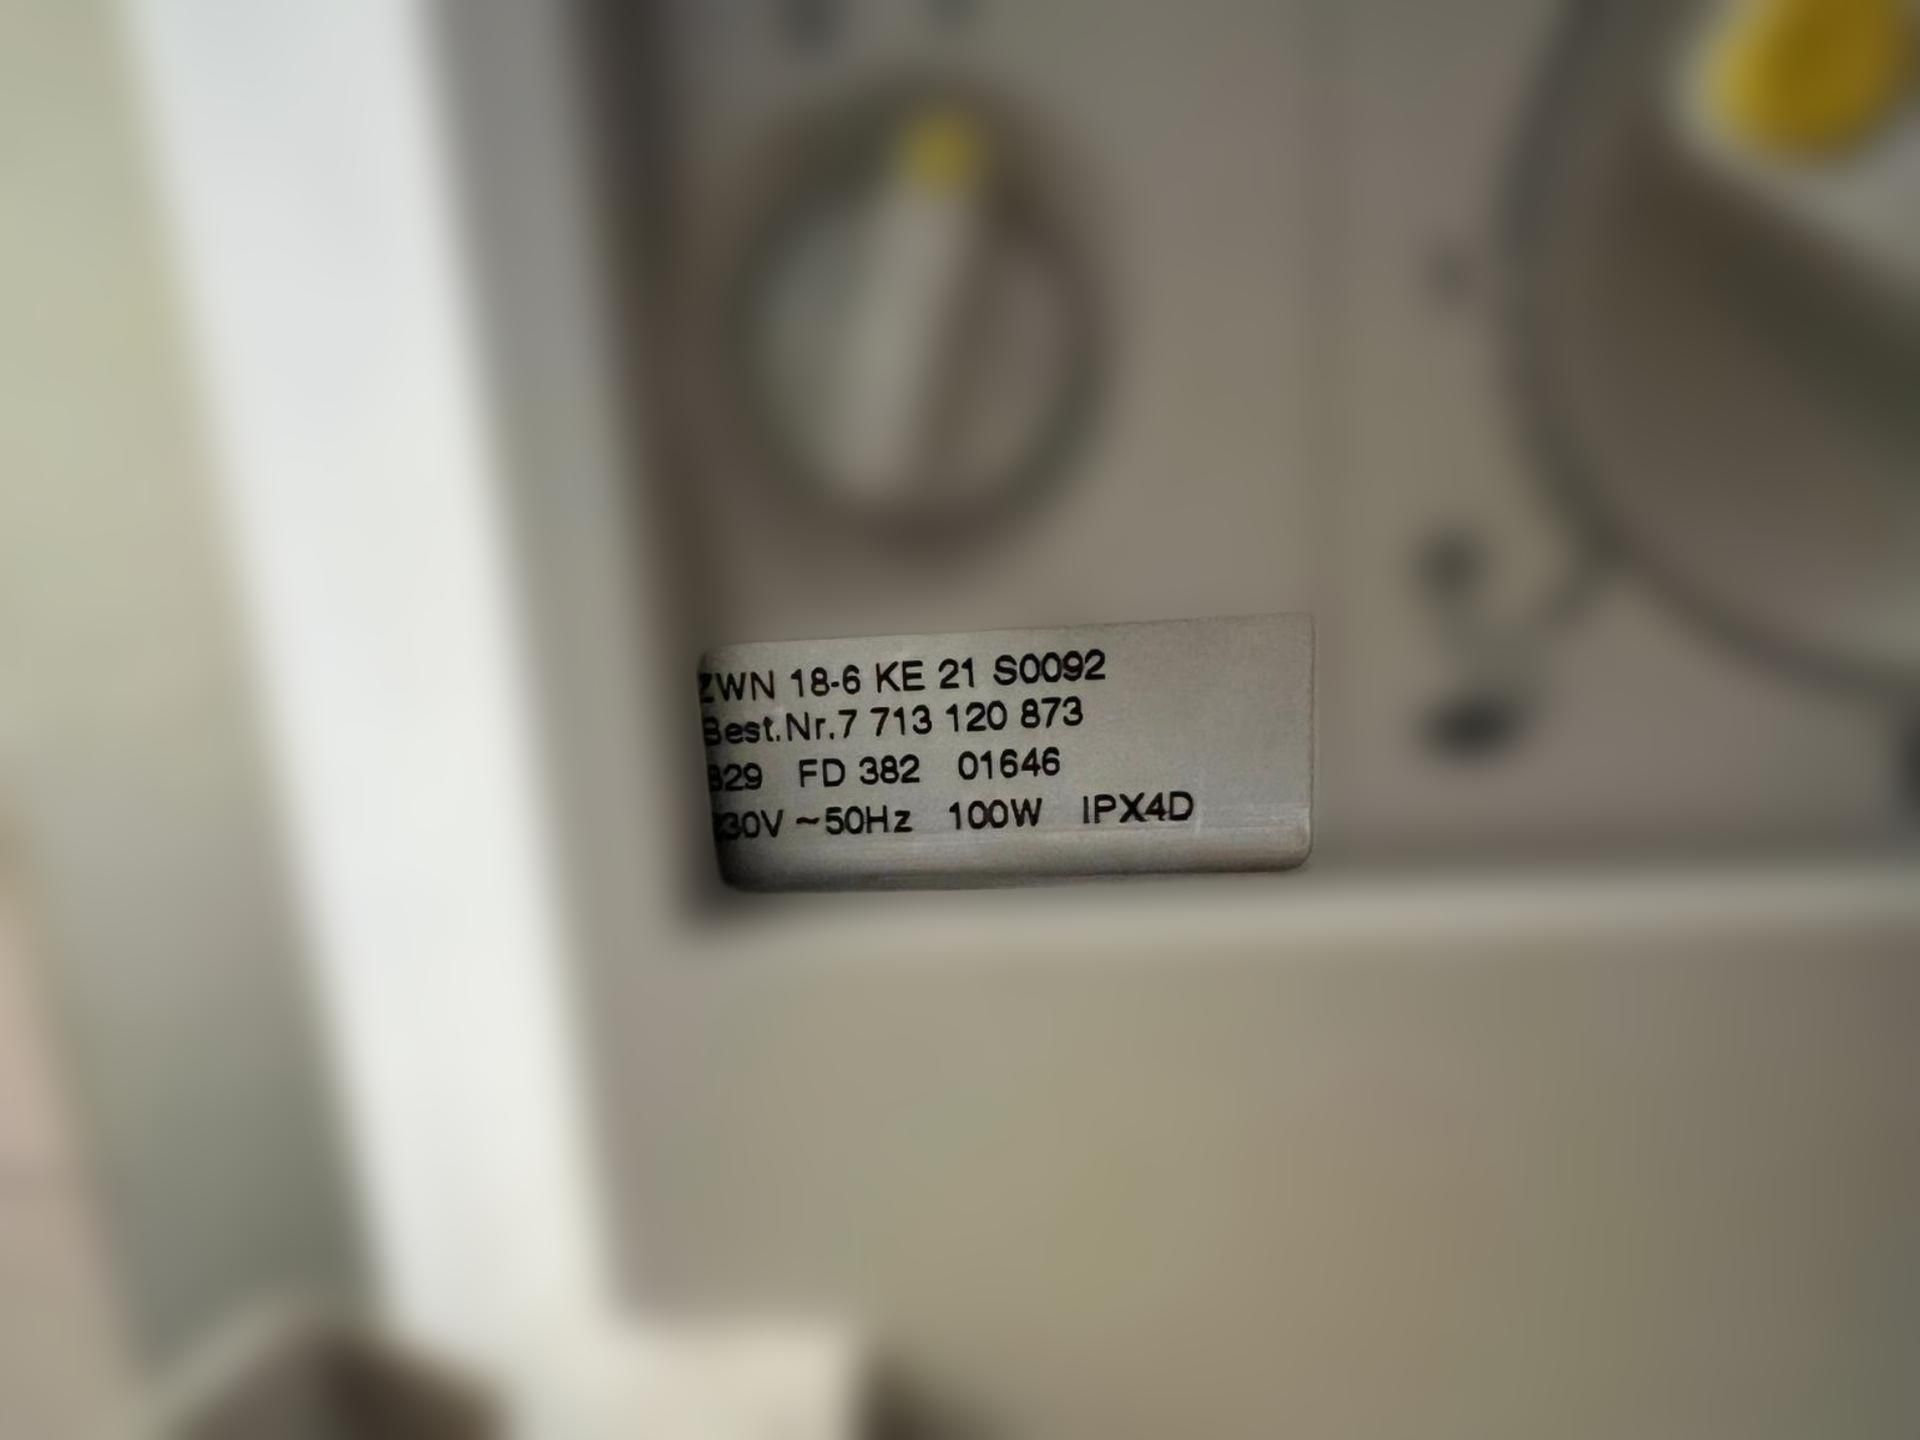 ZWN 18-6 KE 21 S0092
Best.Nr.7 713 120 873
829 FD 382 01646
230V ~50Hz 100W IPX4D